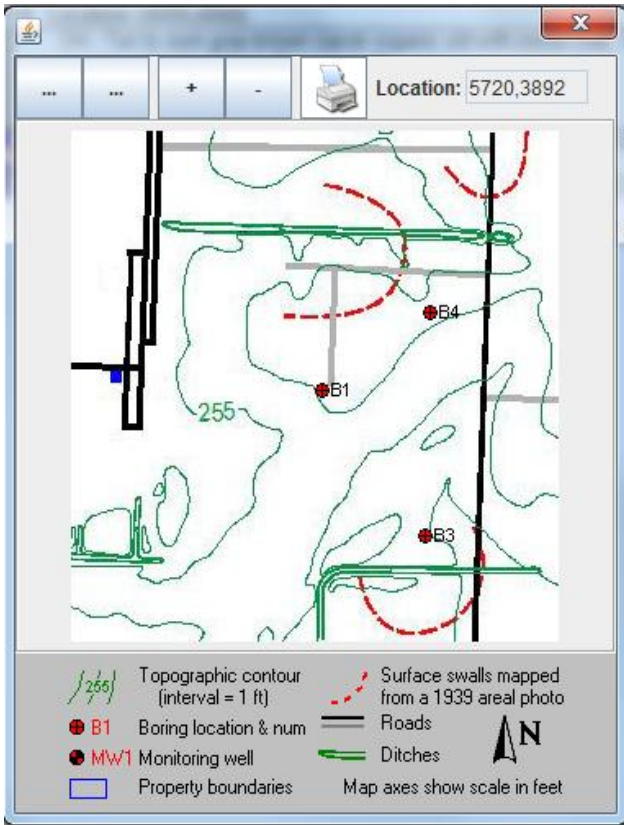 ... ... + - Location: 5720,3892
B4
B1
255
B3
255 Topographic contour
(interval = 1 ft)
Surface swalls mapped
from a 1939 areal photo
B1 Boring location & num
Roads
N
MW1 Monitoring well
Ditches
Property boundaries
Map axes show scale in feet